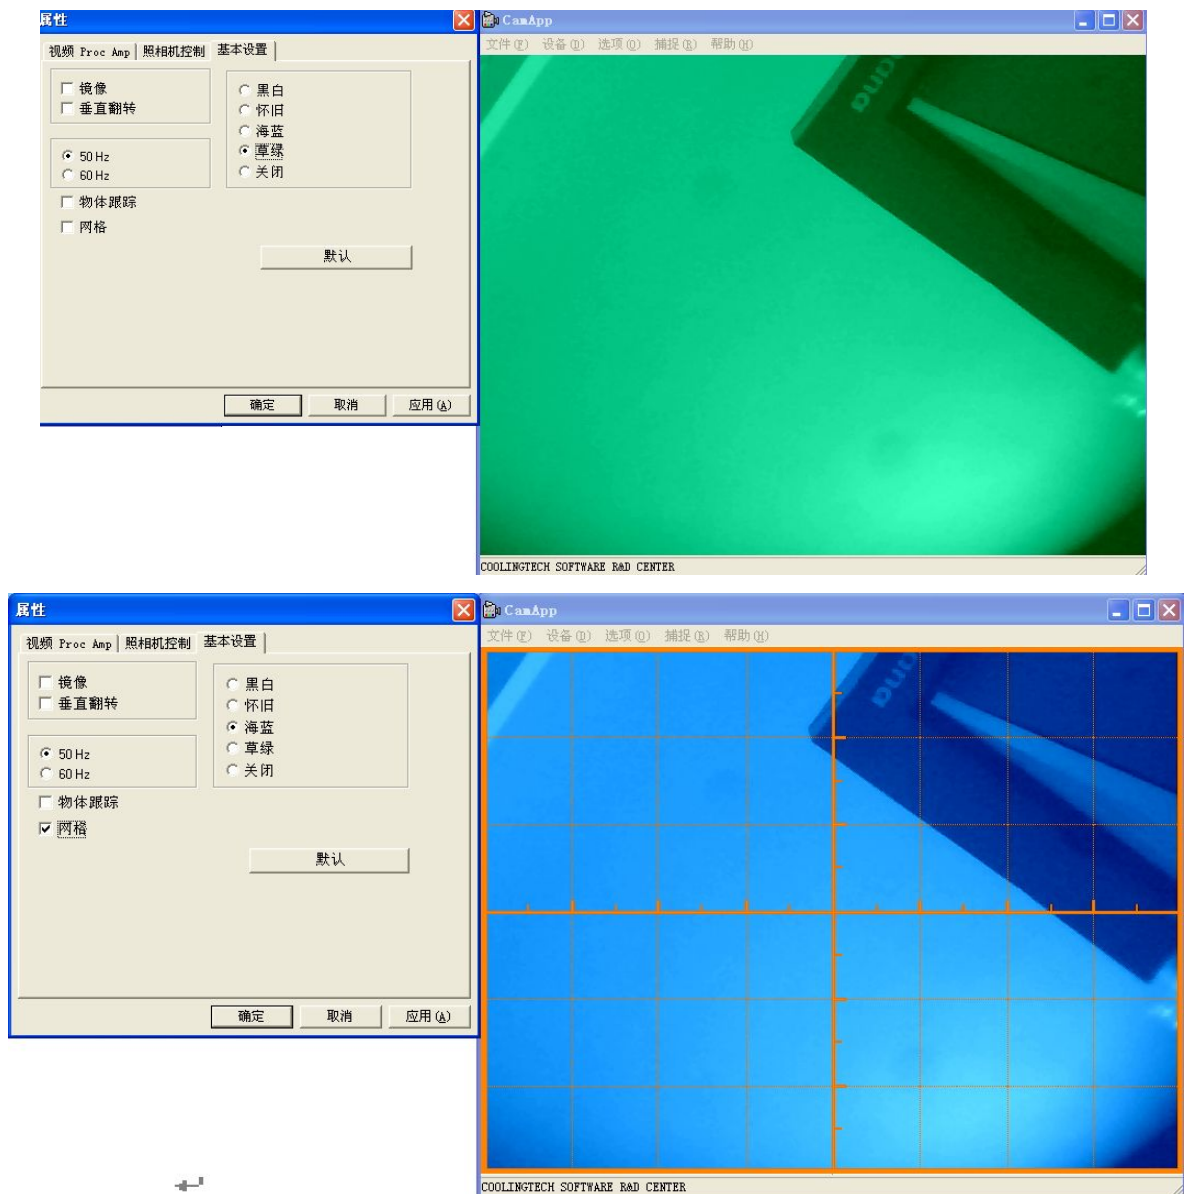 属性
视频 Proc Amp 照相机控制 基本设置
镜像
垂直翻转
50 Hz
60 Hz
物体跟踪
网格
黑白
怀旧
海蓝
草绿
关闭
默认
确定 取消 应用(A)
CamApp
文件(F) 设备(D) 选项(O) 捕捉(R) 帮助(H)
ana
COOLINGTECH SOFTWARE R&D CENTER
属性
视频 Proc Amp 照相机控制 基本设置
镜像
垂直翻转
50 Hz
60 Hz
物体跟踪
网格
黑白
怀旧
海蓝
草绿
关闭
默认
确定 取消 应用(A)
CamApp
文件(F) 设备(D) 选项(O) 捕捉(R) 帮助(H)
ana
COOLINGTECH SOFTWARE R&D CENTER